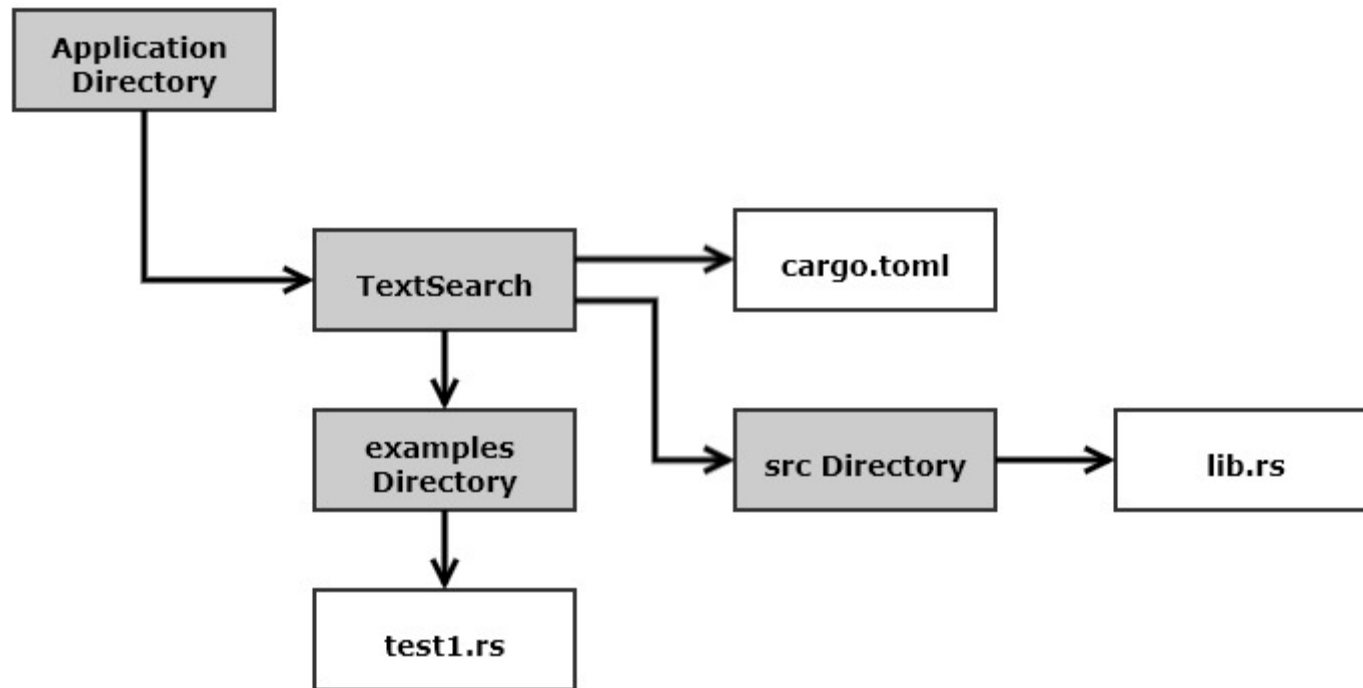 Application
Directory
TextSearch
cargo.toml
examples
Directory
src Directory
lib.rs
test1.rs